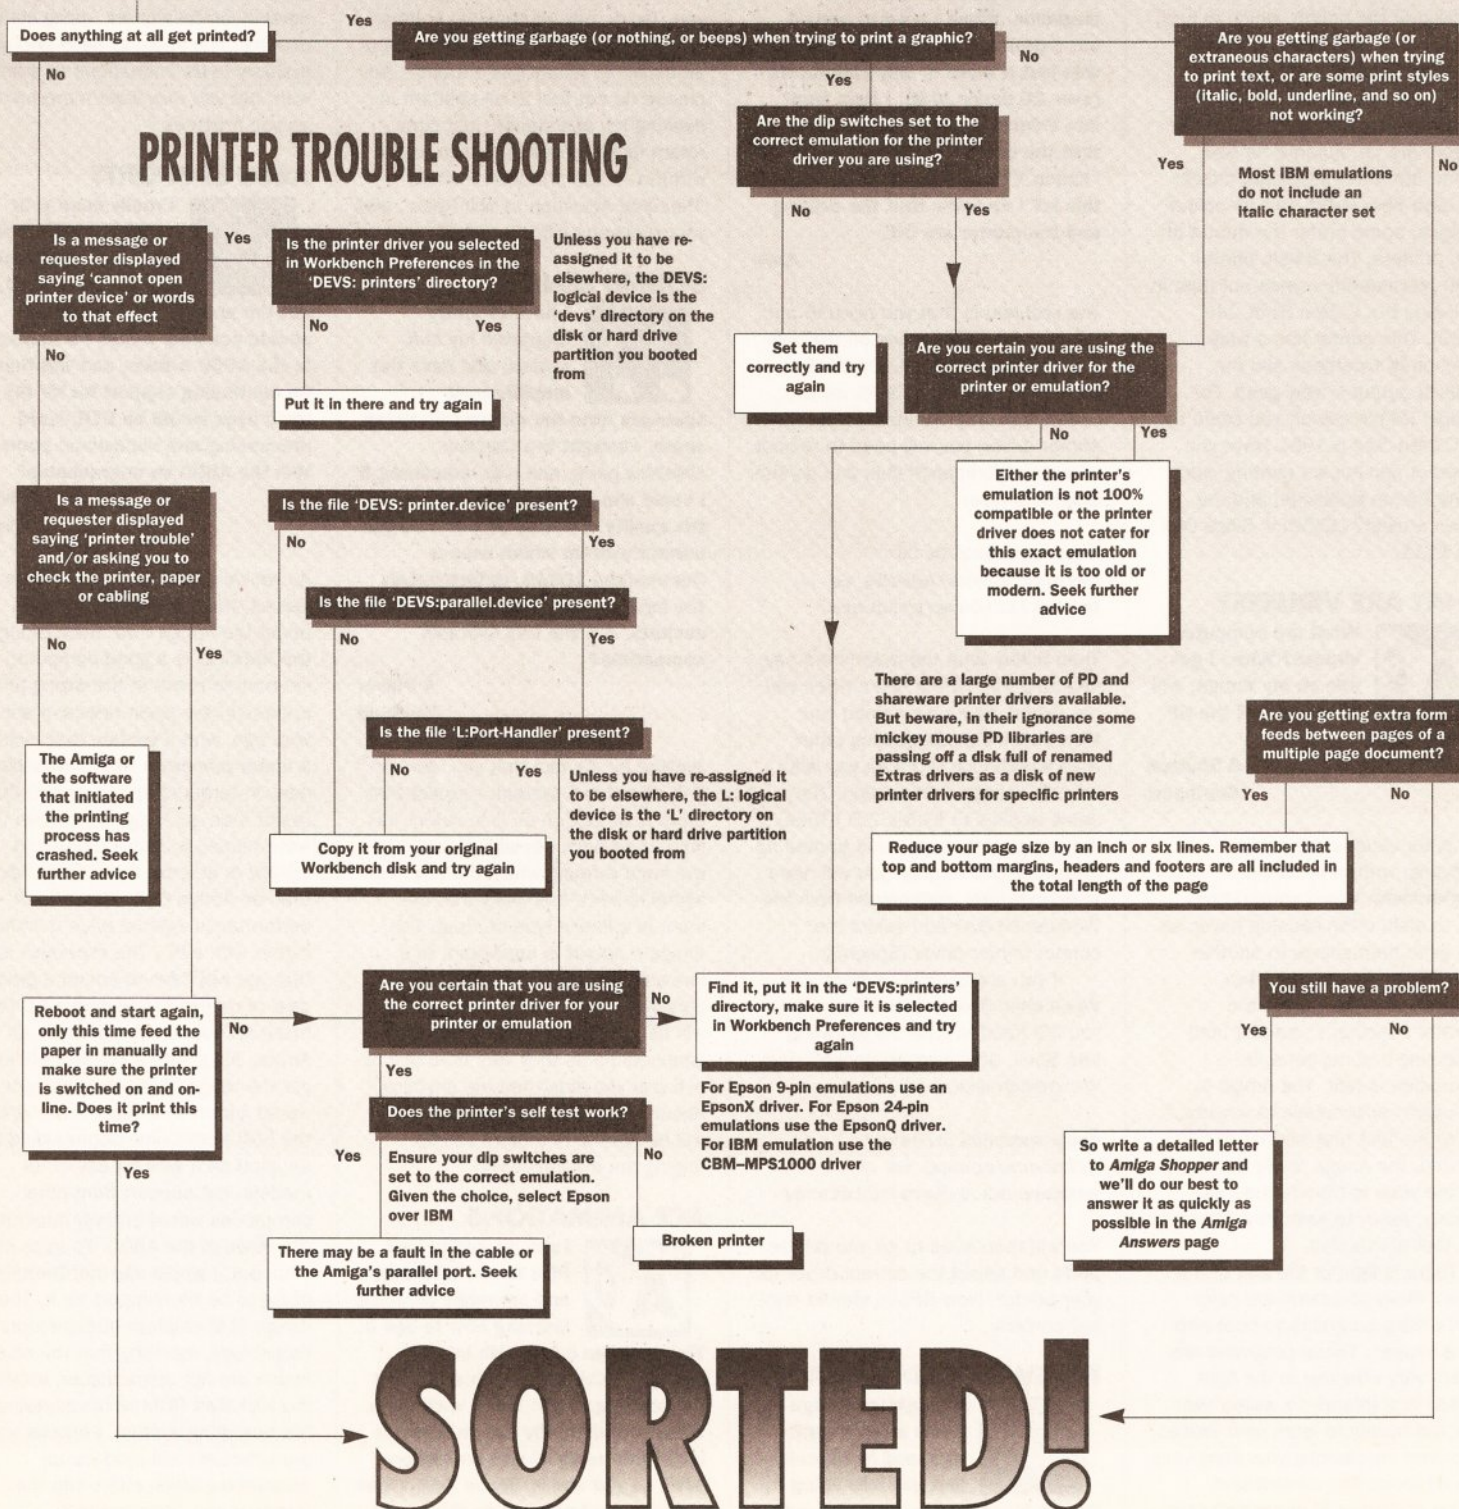 Does anything at all get printed?
Yes
Are you getting garbage (or nothing, or beeps) when trying to print a graphic?
No
Are you getting garbage (or
extraneous characters) when trying
to print text, or are some print styles
(italic, bold, underline, and so on)
not working?
No
Yes
Are the dip switches set to the
correct emulation for the printer
driver you are using?
Yes
No
Most IBM emulations
do not include an
italic character set
PRINTER TROUBLE SHOOTING
No
Yes
Is a message or
requester displayed
saying 'cannot open
printer device' or words
to that effect
Yes
Is the printer driver you selected
in Workbench Preferences in the
'DEVS: printers' directory?
Unless you have re-
assigned it to be
elsewhere, the DEVS:
logical device is the
'devs' directory on the
disk or hard drive
partition you booted
from
No
No
Yes
Put it in there and try again
Set them
correctly and try
again
Are you certain you are using the
correct printer driver for the
printer or emulation?
No
Yes
Either the printer's
emulation is not 100%
compatible or the printer
driver does not cater for
this exact emulation
because it is too old or
modern. Seek further
advice
Is a message or
requester displayed
saying 'printer trouble'
and/or asking you to
check the printer, paper
or cabling
No
Yes
Is the file 'DEVS: printer.device' present?
No
Yes
Is the file 'DEVS:parallel.device' present?
No
Yes
Is the file 'L:Port-Handler' present?
No
Yes
Unless you have re-assigned it
to be elsewhere, the L: logical
device is the 'L' directory on
the disk or hard drive partition
you booted from
Copy it from your original
Workbench disk and try again
There are a large number of PD and
shareware printer drivers available.
But beware, in their ignorance some
mickey mouse PD libraries are
passing off a disk full of renamed
Extras drivers as a disk of new
printer drivers for specific printers
Are you getting extra form
feeds between pages of a
multiple page document?
Yes
No
Reduce your page size by an inch or six lines. Remember that
top and bottom margins, headers and footers are all included in
the total length of the page
The Amiga or
the software
that initiated
the printing
process has
crashed. Seek
further advice
Reboot and start again,
only this time feed the
paper in manually and
make sure the printer
is switched on and on-
line. Does it print this
time?
No
Yes
Are you certain that you are using
the correct printer driver for your
printer or emulation
No
Yes
Find it, put it in the 'DEVS:printers'
directory, make sure it is selected
in Workbench Preferences and try
again
For Epson 9-pin emulations use an
EpsonX driver. For Epson 24-pin
emulations use the EpsonQ driver.
For IBM emulation use the
CBM–MPS1000 driver
Does the printer's self test work?
Yes
No
Ensure your dip switches are
set to the correct emulation.
Given the choice, select Epson
over IBM
There may be a fault in the cable or
the Amiga's parallel port. Seek
further advice
Broken printer
You still have a problem?
Yes
No
So write a detailed letter
to Amiga Shopper and
we'll do our best to
answer it as quickly as
possible in the Amiga
Answers page
SORTED!